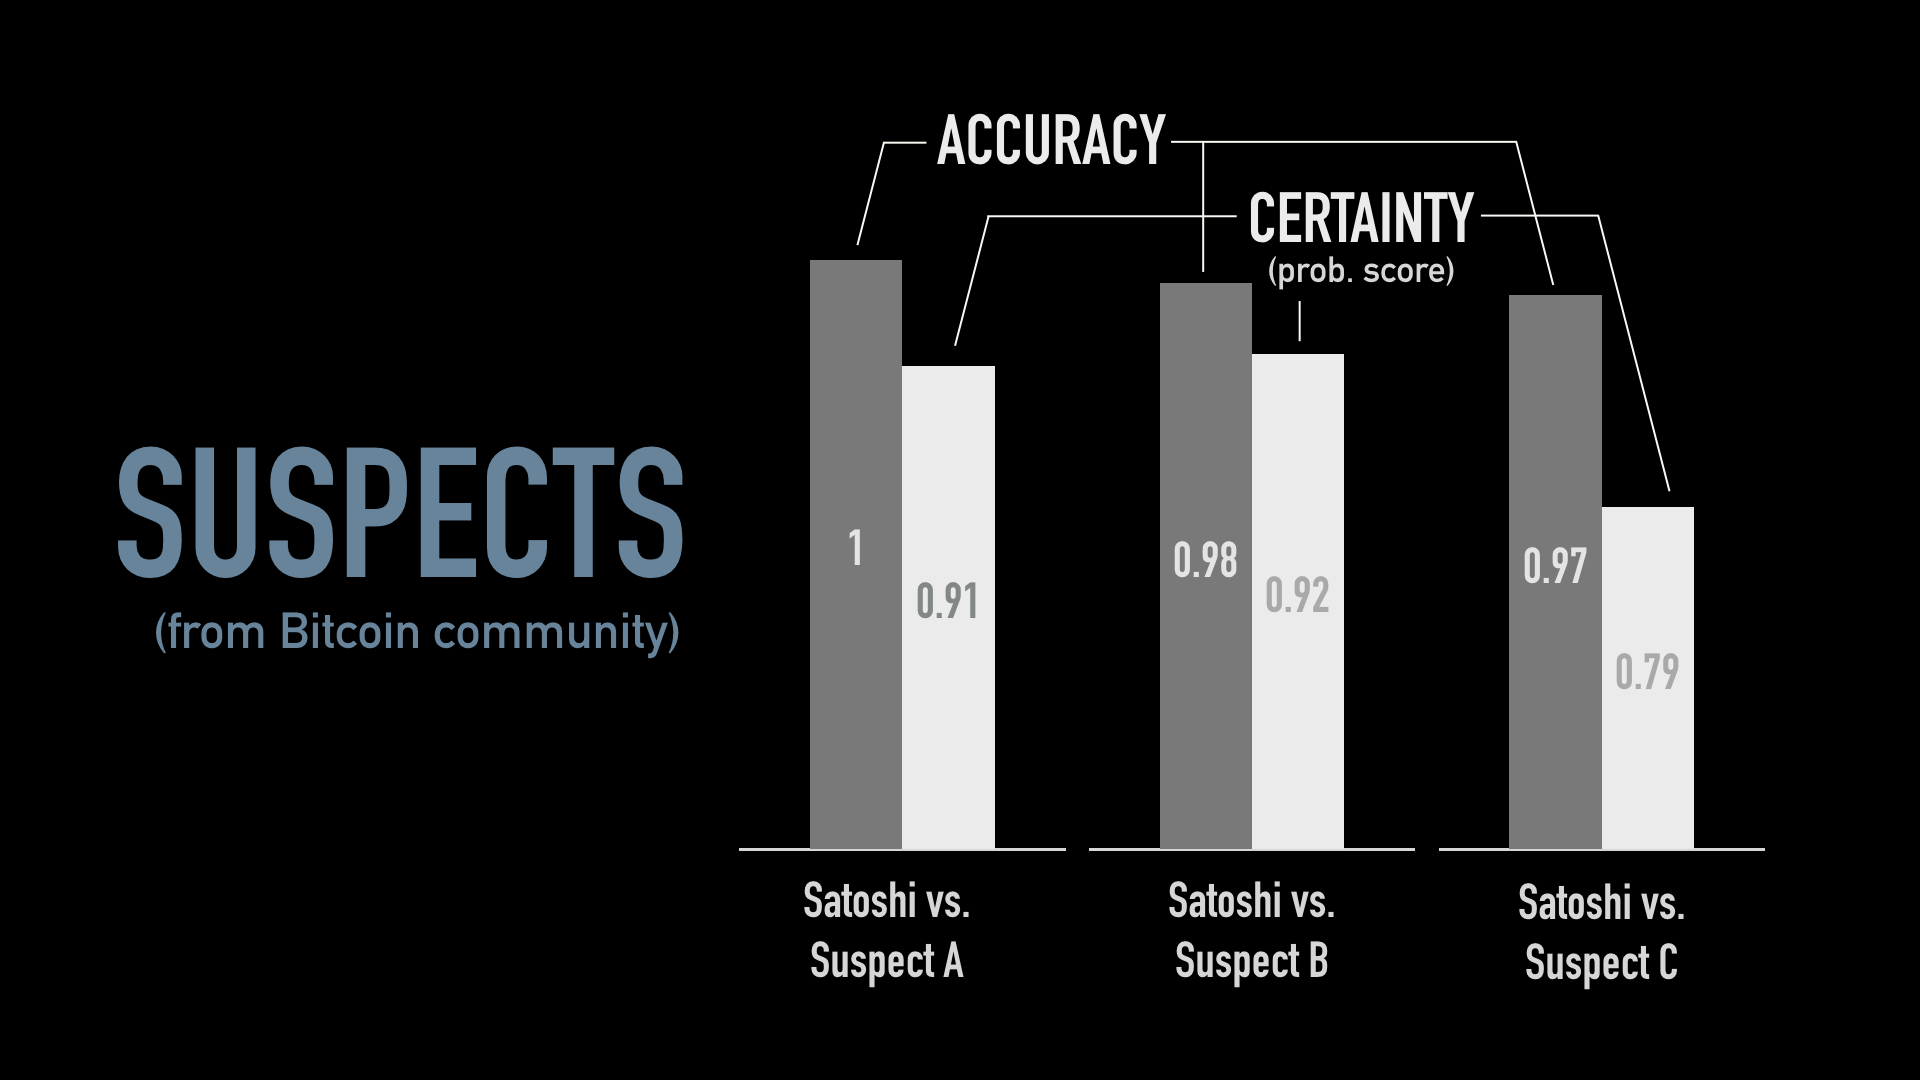 SUSPECTS
(from Bitcoin community)
ACCURACY
CERTAINTY
(prob. score)
1
0.91
0.98
0.92
0.97
0.79
Satoshi vs.
Suspect A
Satoshi vs.
Suspect B
Satoshi vs.
Suspect C